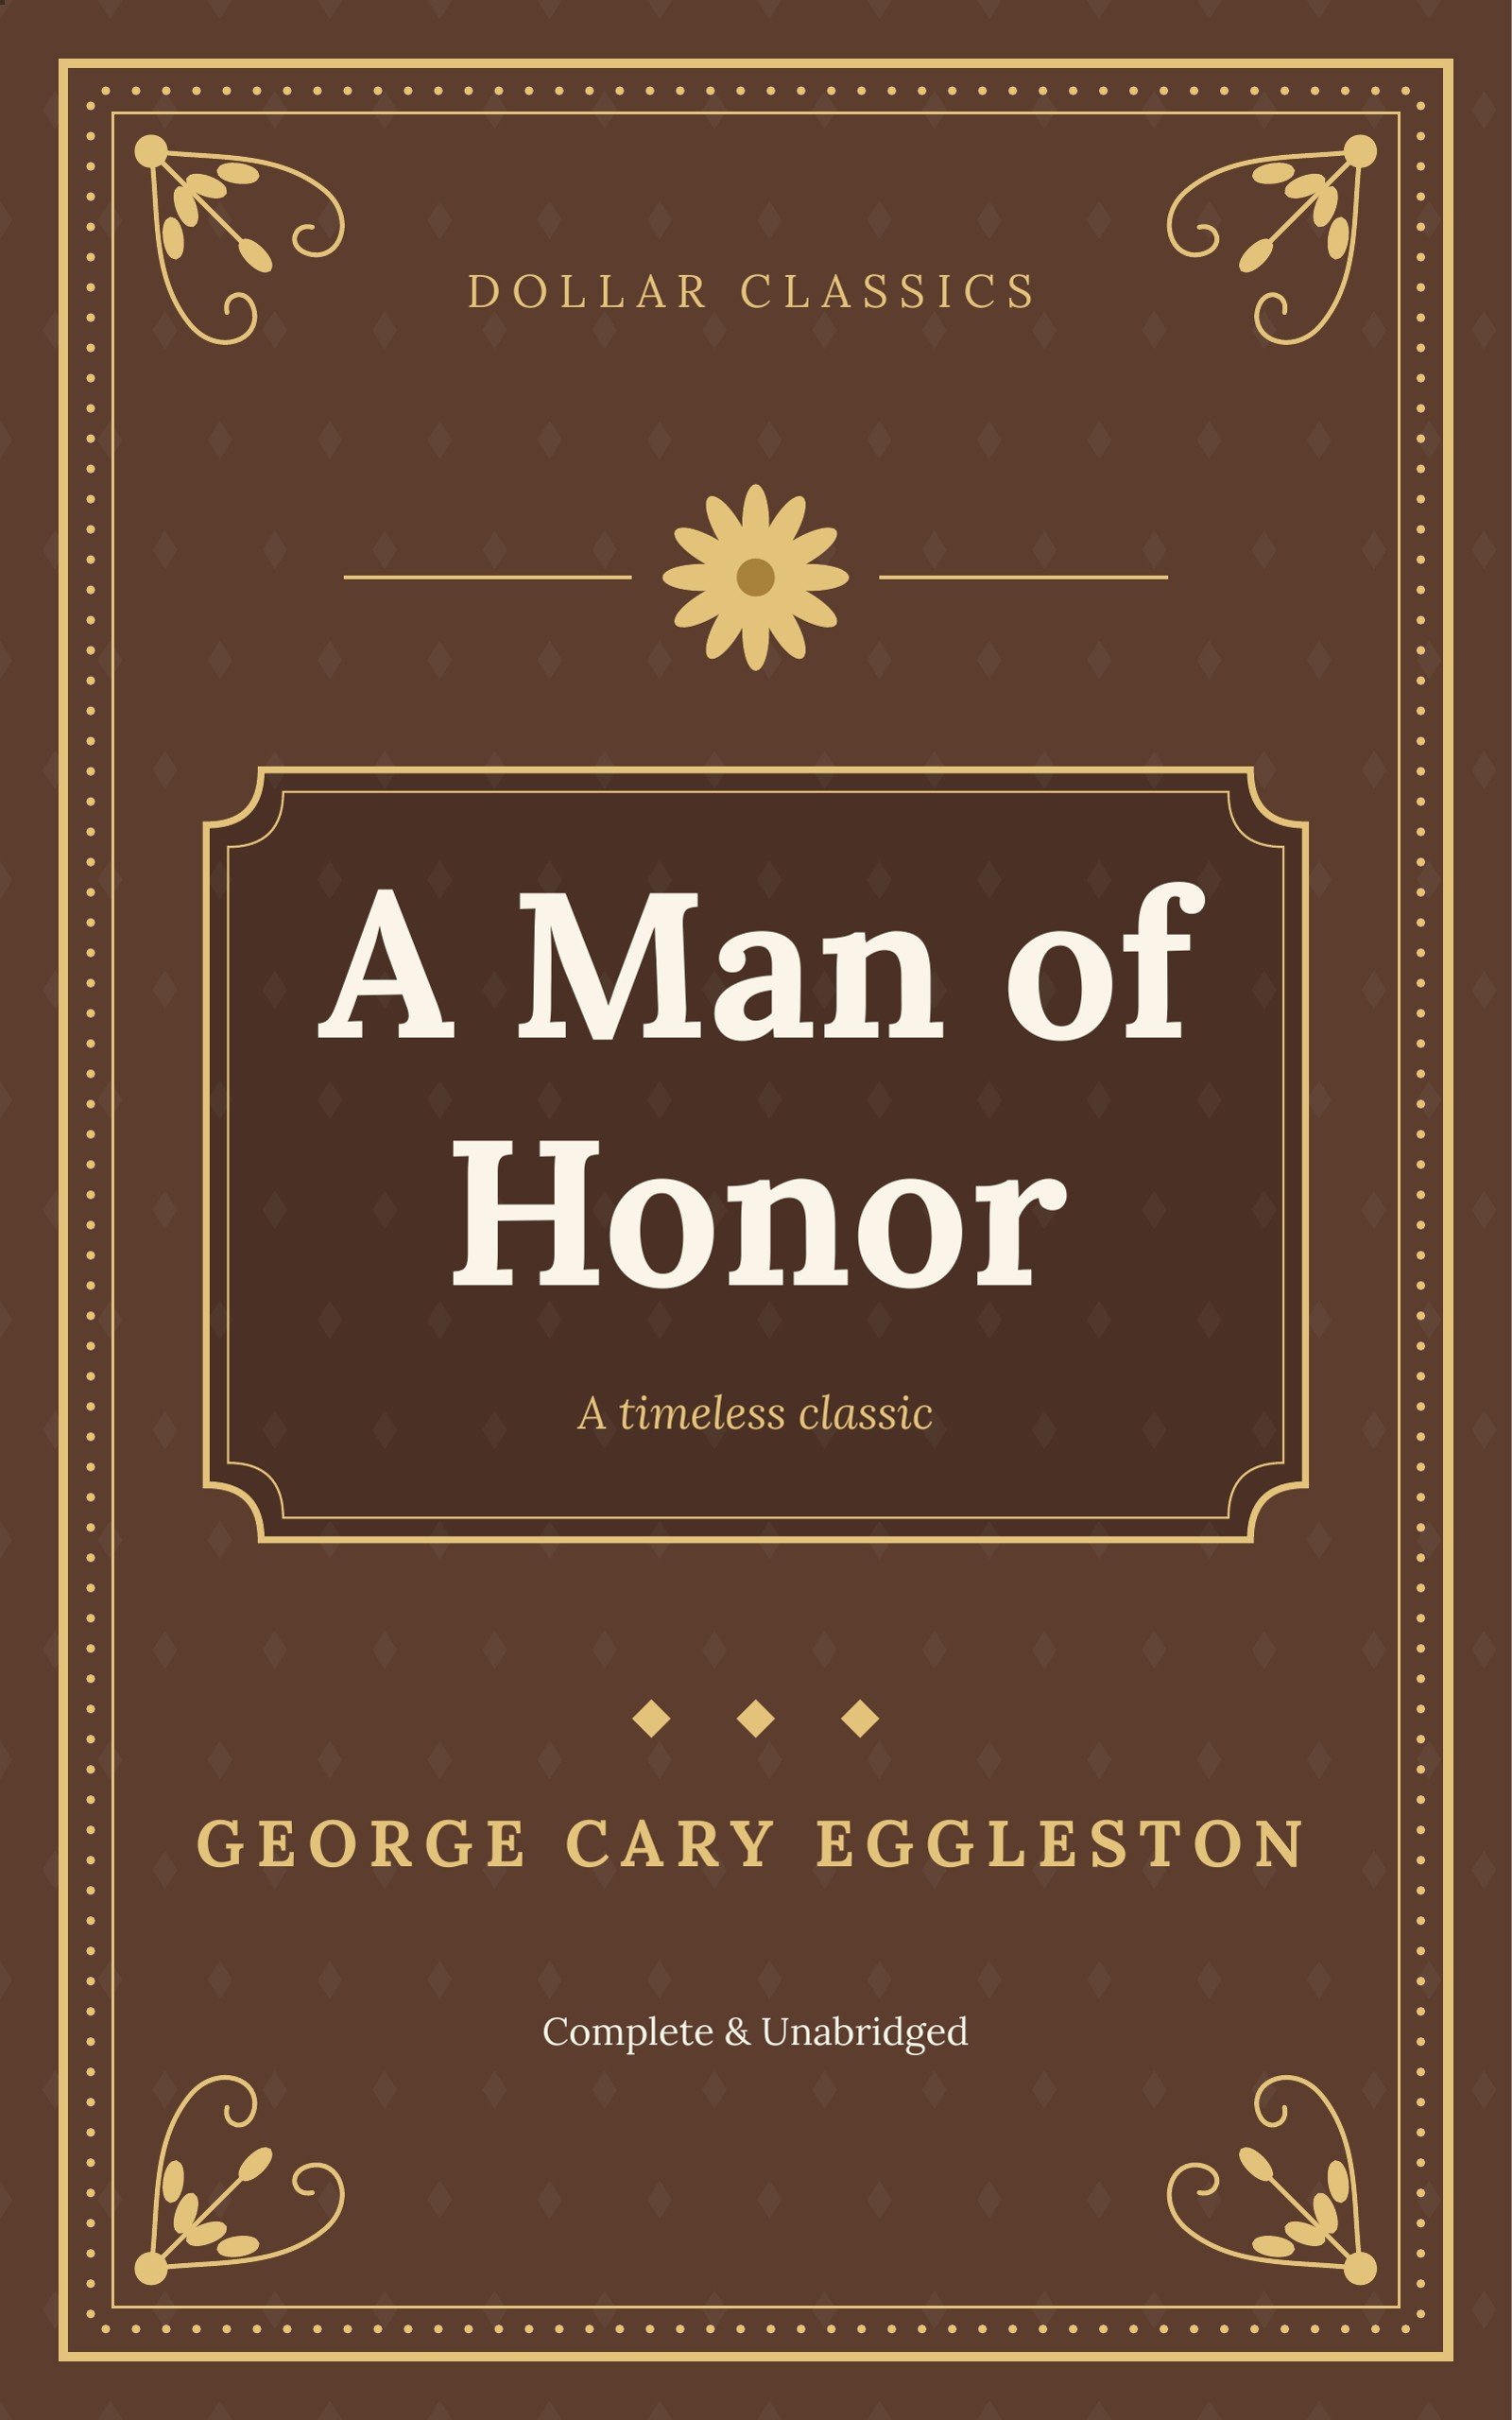 DOLLAR CLASSICS
A Man of
Honor
A timeless classic
GEORGE CARY EGGLESTON
Complete & Unabridged